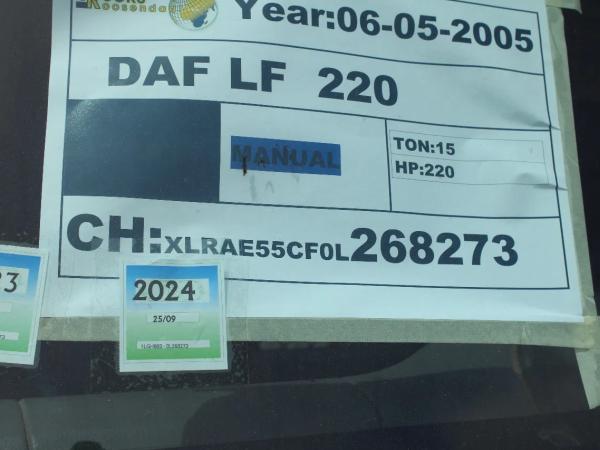 Year:06-05-2005
DAF LF 220
MANUAL
TON:15
HP:220
CH:XLRAE55CF0L268273
2024
25/09